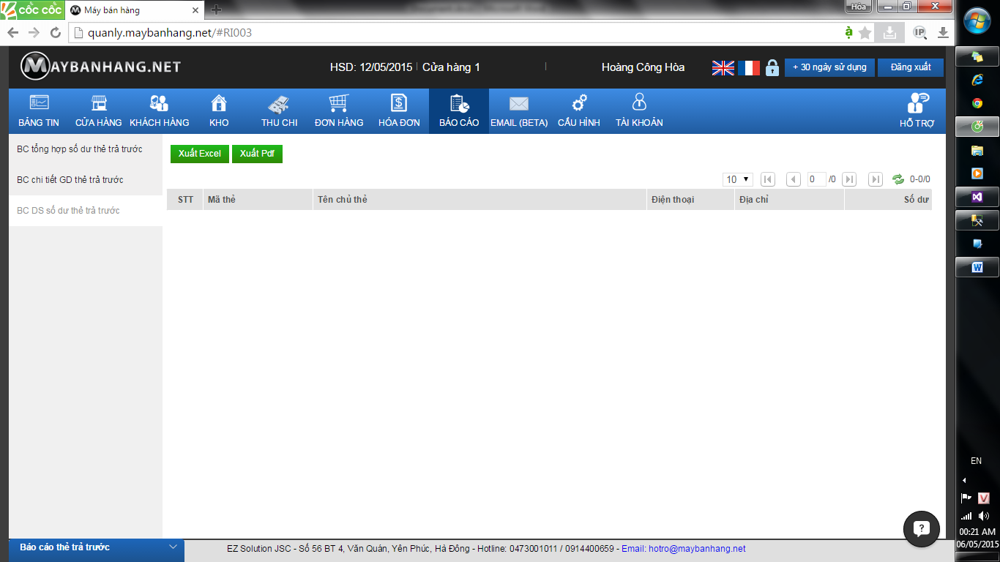 CỐC CỐC Máy bán hàng Hòa
quanly.maybanhang.net/#RI003 ạ IP
MAYBANHANG.NET HSD: 12/05/2015 | Cửa hàng 1 | Hoàng Công Hòa + 30 ngày sử dụng Đăng xuất
BẢNG TIN CỬA HÀNG KHÁCH HÀNG KHO THU CHI ĐƠN HÀNG HÓA ĐƠN BÁO CÁO EMAIL (BETA) CẤU HÌNH TÀI KHOẢN HỖ TRỢ
BC tổng hợp số dư thẻ trả trước
BC chi tiết GD thẻ trả trước
BC DS số dư thẻ trả trước
Xuất Excel Xuất Pdf
10 0 /0 0-0/0
STT Mã thẻ Tên chủ thẻ Điện thoại Địa chỉ Số dư
Báo cáo thẻ trả trước
EZ Solution JSC - Số 56 BT 4, Văn Quán, Yên Phúc, Hà Đông - Hotline: 0473001011 / 0914400659 - Email: hotro@maybanhang.net
EN
V
00:21 AM
06/05/2015